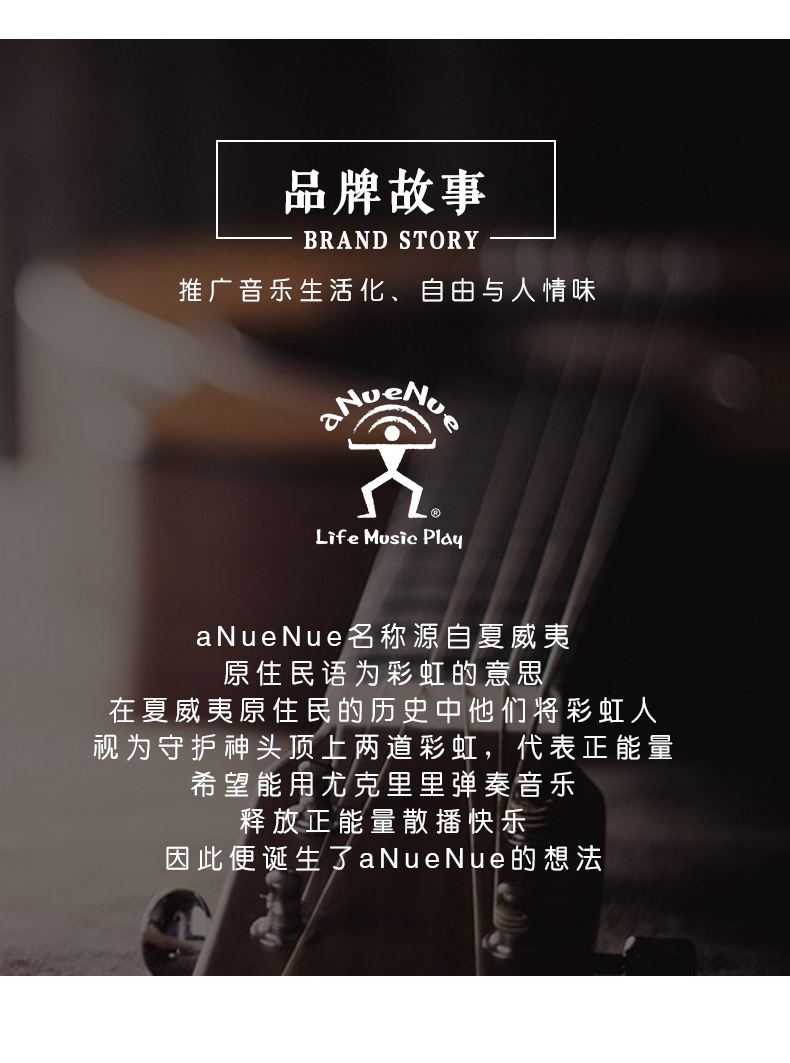 品牌故事
BRAND STORY
推广音乐生活化、自由与人情味
aNueNue
®
Life Music Play
aNueNue名称源自夏威夷
原住民语为彩虹的意思
在夏威夷原住民的历史中他们将彩虹人
视为守护神头顶上两道彩虹，代表正能量
希望能用尤克里里弹奏音乐
释放正能量散播快乐
因此便诞生了aNueNue的想法